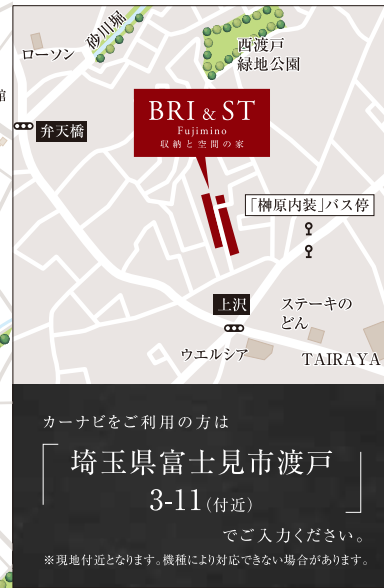 砂川堀
ローソン
西渡戸
緑地公園
館
BRI & ST
Fujimino
収納と空間の家
弁天橋
「榊原内装」バス停
上沢
ステーキの
どん
ウエルシア
TAIRAYA
カーナビをご利用の方は
埼玉県富士見市渡戸
3-11(付近)
でご入力ください。
※現地付近となります。機種により対応できない場合があります。